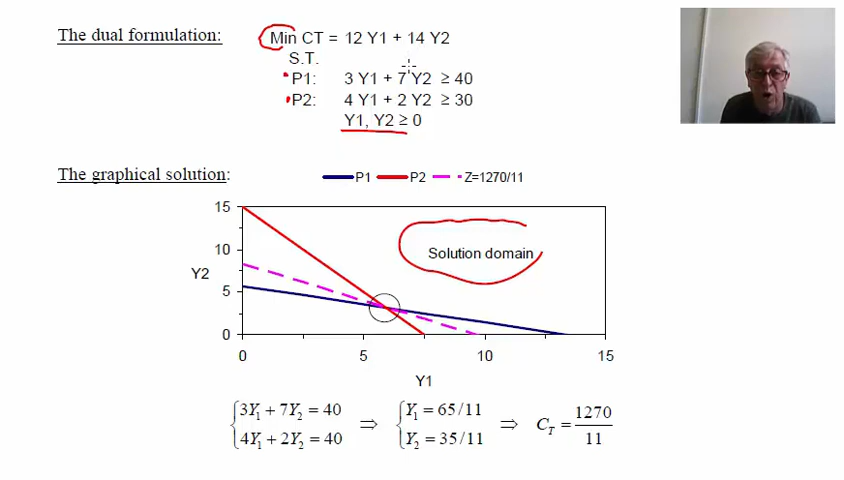 The dual formulation: Min CT = 12 Y1 + 14 Y2
S.T.
P1: 3 Y1 + 7 Y2 ≥ 40
P2: 4 Y1 + 2 Y2 ≥ 30
Y1, Y2 ≥ 0
The graphical solution: P1 P2 Z=1270/11
15
10
5
0
Y2
Solution domain
0 5 10 15
Y1
{3Y₁ + 7Y₂ = 40 ⇒ {Y₁ = 65/11 ⇒ C_T = 1270/11
{4Y₁ + 2Y₂ = 40 {Y₂ = 35/11